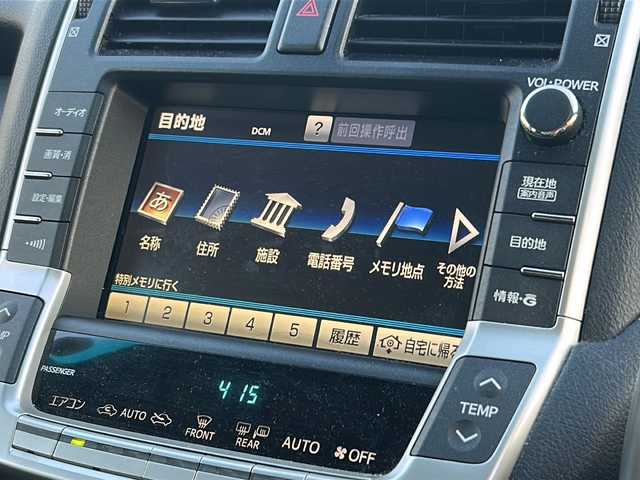 VOL・POWER
オーディオ
画質・消
設定・編集
目的地
DCM
?
前回操作呼出
現在地
案内音声
目的地
情報・G
あ
名称
住所
施設
電話番号
メモリ地点
その他の
方法
特別メモリに行く
1 2 3 4 5 履歴 自宅に帰る
PASSENGER
4:15
エアコン
AUTO
FRONT
REAR
AUTO
OFF
TEMP